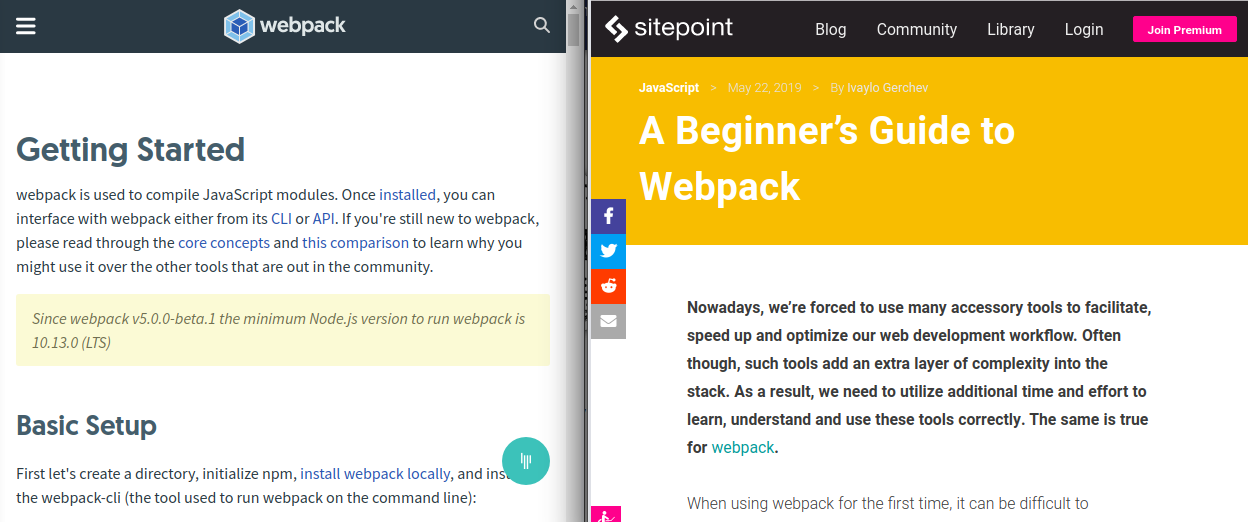 webpack
Getting Started
webpack is used to compile JavaScript modules. Once installed, you can
interface with webpack either from its CLI or API. If you're still new to webpack,
please read through the core concepts and this comparison to learn why you
might use it over the other tools that are out in the community.
Since webpack v5.0.0-beta.1 the minimum Node.js version to run webpack is
10.13.0 (LTS)
Basic Setup
First let's create a directory, initialize npm, install webpack locally, and
the webpack-cli (the tool used to run webpack on the command line):
sitepoint
Blog Community Library Login Join Premium
JavaScript > May 22, 2019 > By Ivaylo Gerchev
A Beginner’s Guide to
Webpack
Nowadays, we’re forced to use many accessory tools to facilitate,
speed up and optimize our web development workflow. Often
though, such tools add an extra layer of complexity into the
stack. As a result, we need to utilize additional time and effort to
learn, understand and use these tools correctly. The same is true
for webpack.
When using webpack for the first time, it can be difficult to